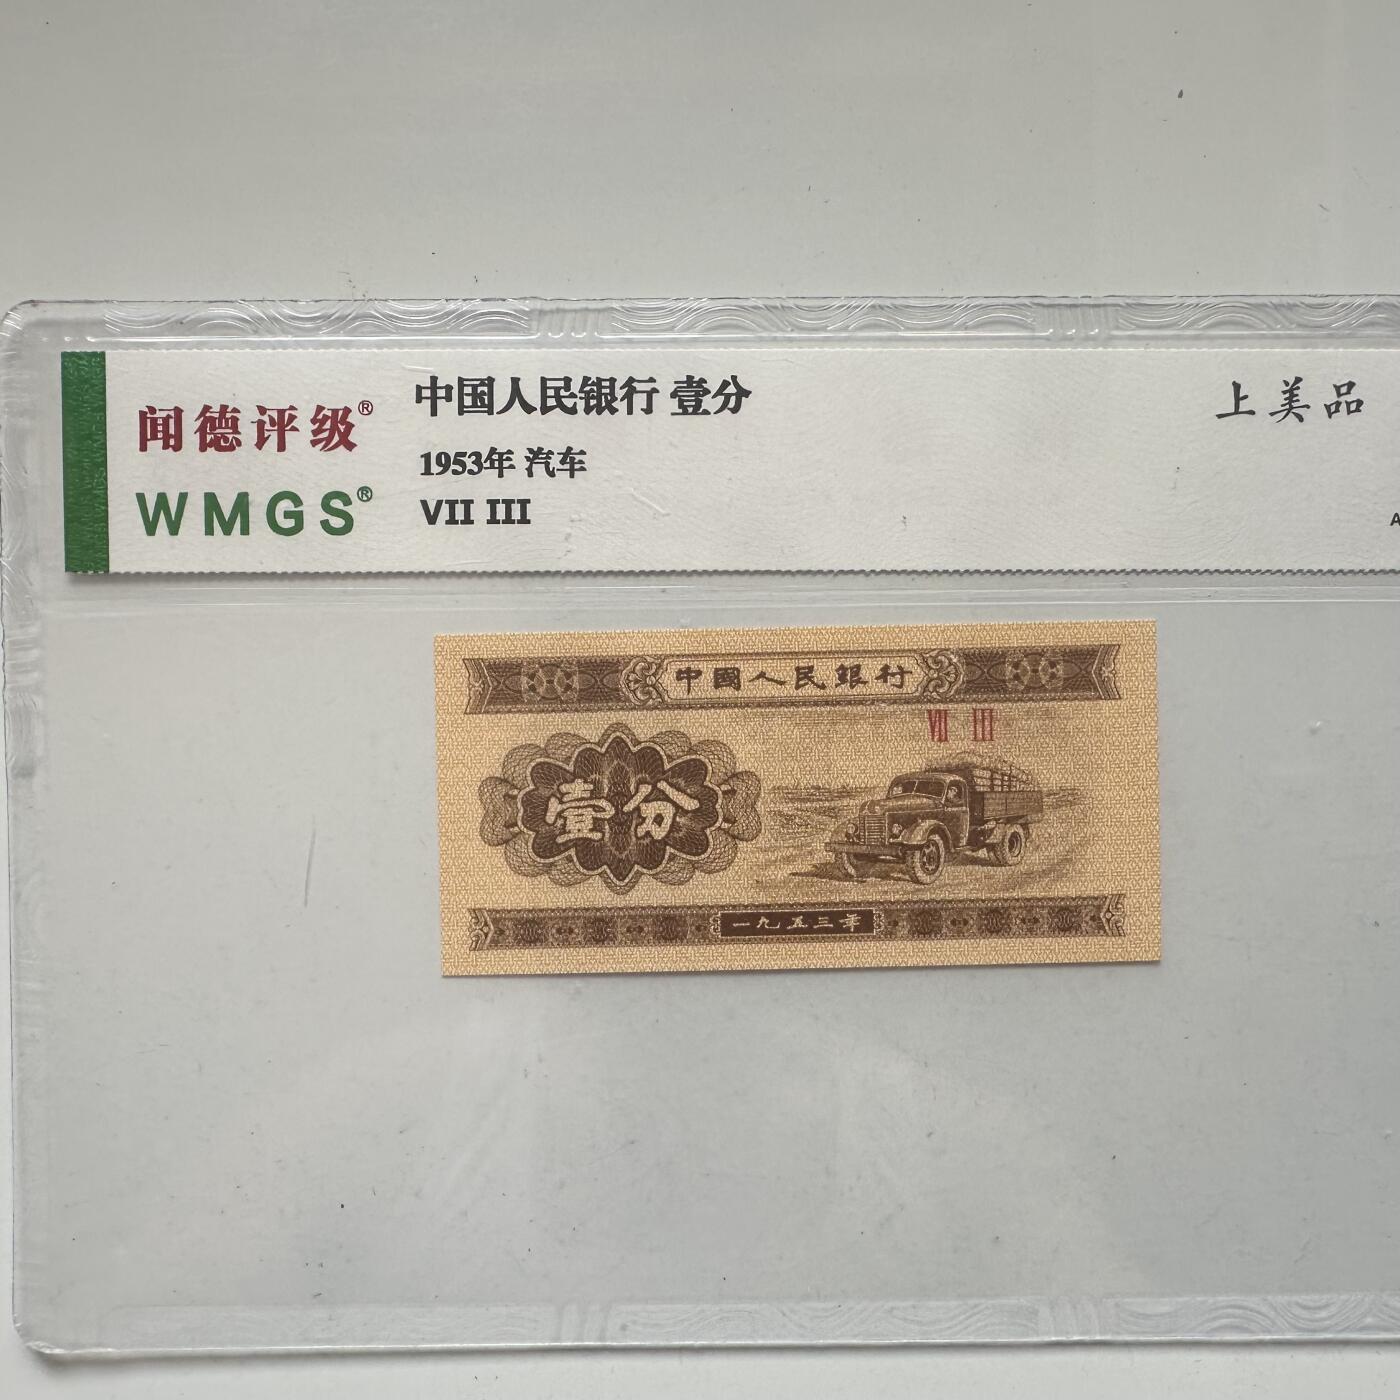 闻德评级®
WMGS®
中国人民银行 壹分
1953年 汽车
VII III
上美品
A
中國人民銀行
VII III
壹分
一九五三年